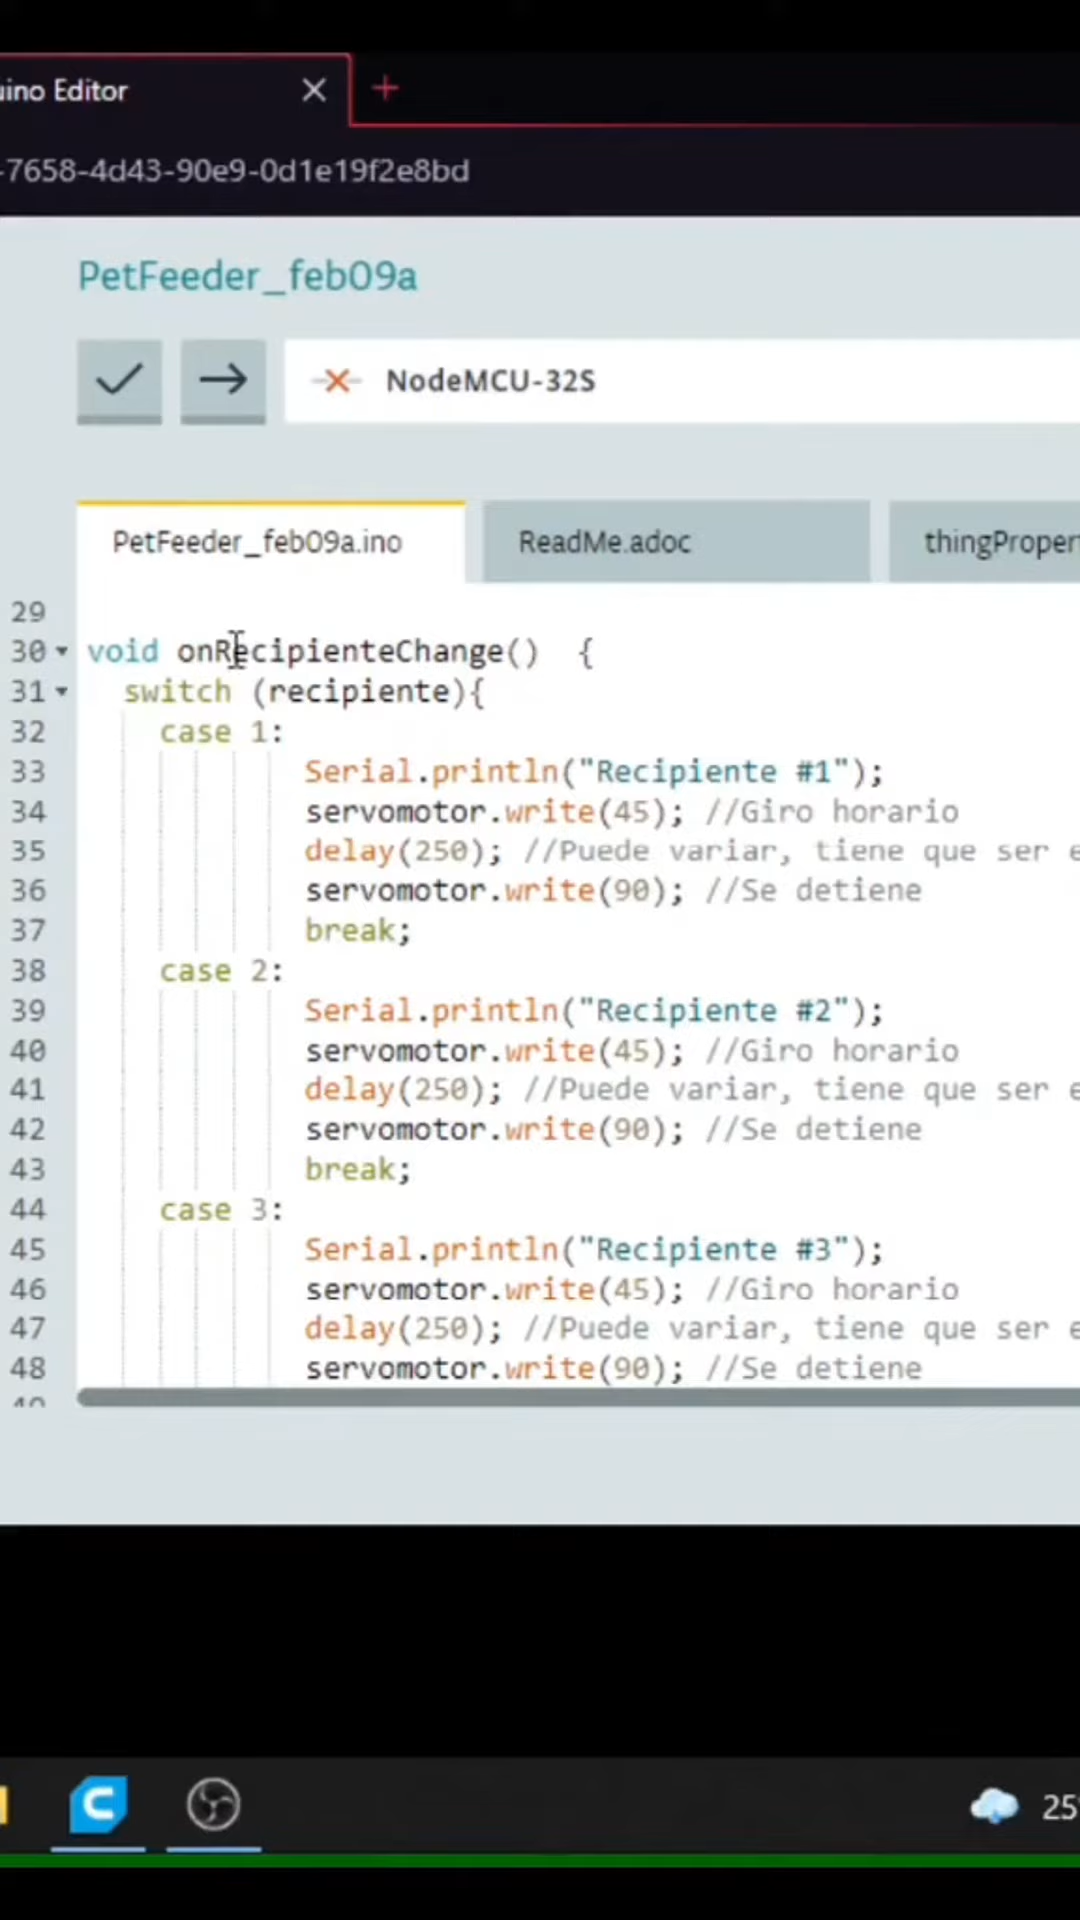 Editor
-7658-4d43-90e9-0d1e19f2e8bd
PetFeeder_feb09a
NodeMCU-32S
PetFeeder_feb09a.ino
ReadMe.adoc
29
30 void onRecipienteChange()  {
31 switch (recipiente){
32 case 1:
33 Serial.println("Recipiente #1");
34 servomotor.write(45); //Giro horario
35 delay(250); //Puede variar, tiene que ser
36 servomotor.write(90); //Se detiene
37 break;
38 case 2:
39 Serial.println("Recipiente #2");
40 servomotor.write(45); //Giro horario
41 delay(250); //Puede variar, tiene que ser
42 servomotor.write(90); //Se detiene
43 break;
44 case 3:
45 Serial.println("Recipiente #3");
46 servomotor.write(45); //Giro horario
47 delay(250); //Puede variar, tiene que ser
48 servomotor.write(90); //Se detiene